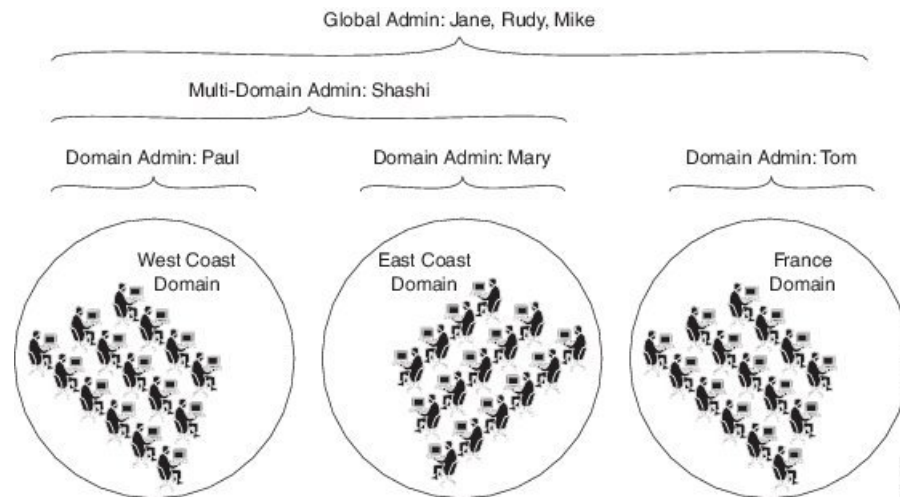 Global Admin: Jane, Rudy, Mike
Multi-Domain Admin: Shashi
Domain Admin: Paul
Domain Admin: Mary
Domain Admin: Tom
West Coast
Domain
East Coast
Domain
France
Domain